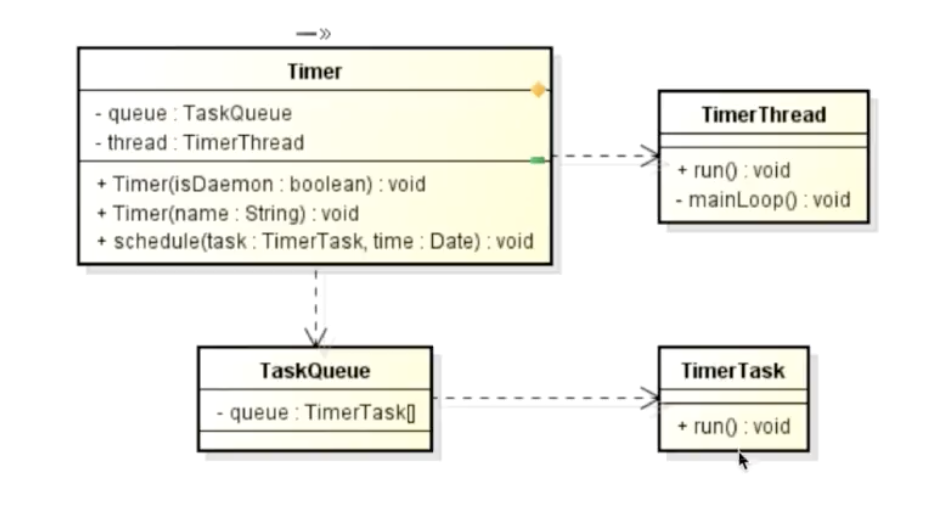 Timer
- queue : TaskQueue
- thread : TimerThread
+ Timer(isDaemon : boolean) : void
+ Timer(name : String) : void
+ schedule(task : TimerTask, time : Date) : void
TimerThread
+ run() : void
- mainLoop() : void
TaskQueue
- queue : TimerTask[]
TimerTask
+ run() : void